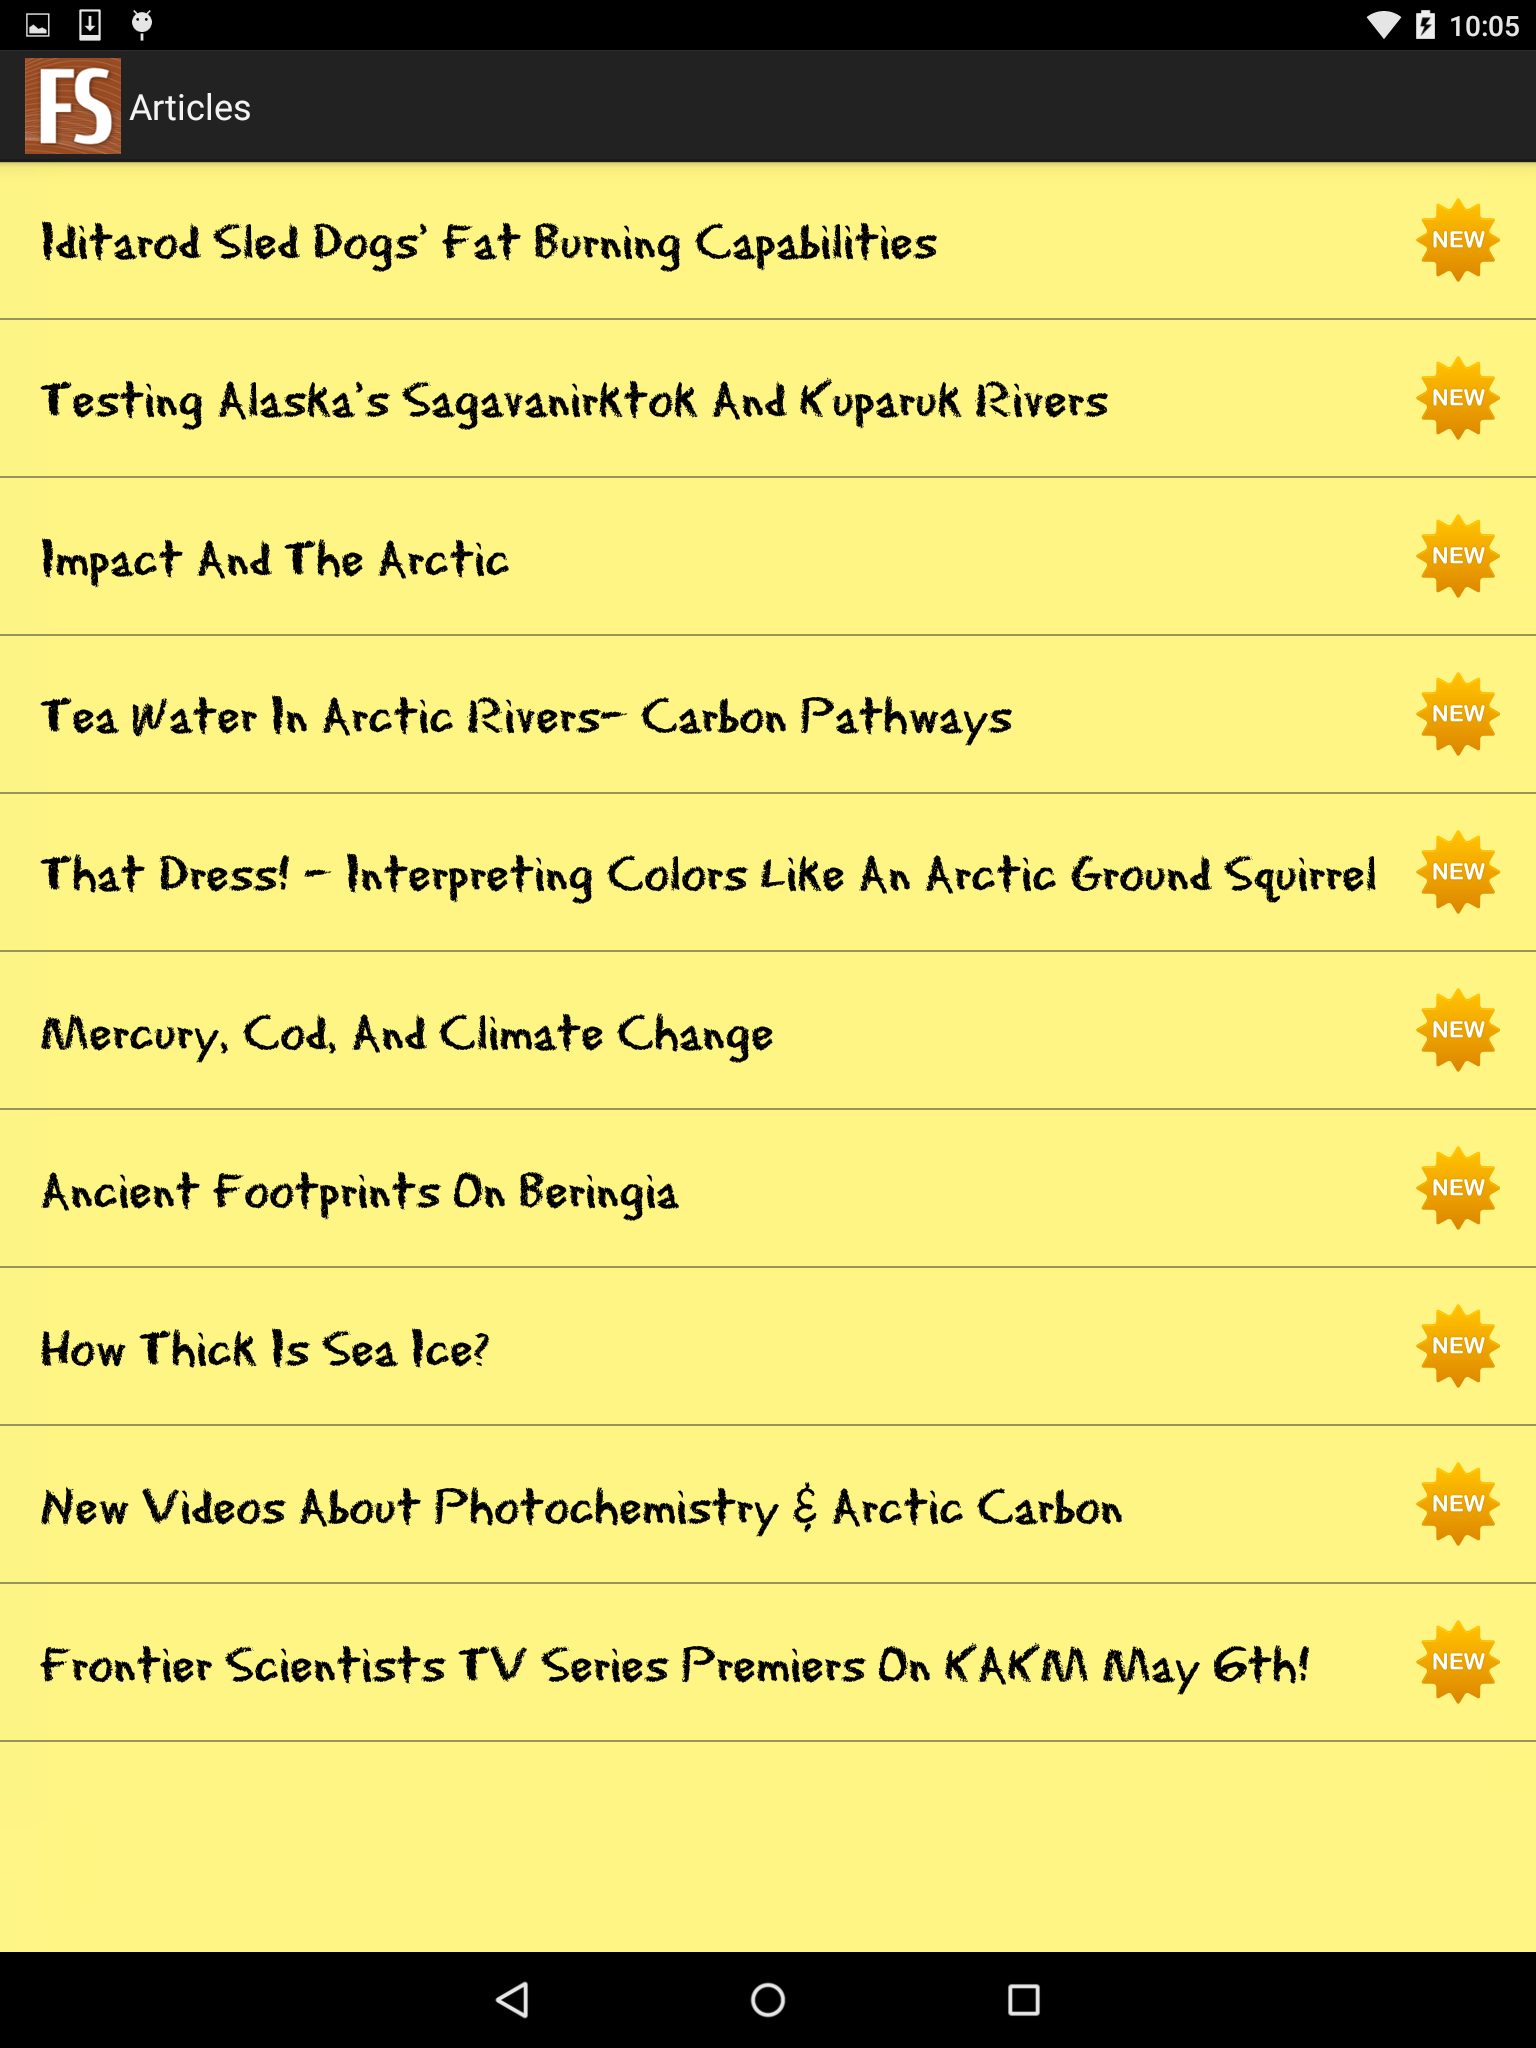 10:05
FS Articles
Iditarod Sled Dogs' Fat Burning Capabilities NEW
Testing Alaska's Sagavanirktok And Kuparuk Rivers NEW
Impact And The Arctic NEW
Tea Water In Arctic Rivers- Carbon Pathways NEW
That Dress! - Interpreting Colors Like An Arctic Ground Squirrel NEW
Mercury, Cod, And Climate Change NEW
Ancient Footprints On Beringia NEW
How Thick Is Sea Ice? NEW
New Videos About Photochemistry & Arctic Carbon NEW
Frontier Scientists TV Series Premiers On KAKM May 6th! NEW